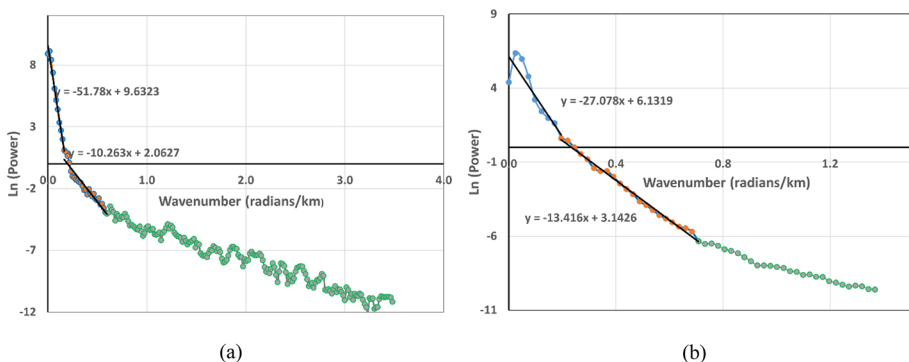 (a)
8
3
-2
-7
-12
Ln (Power)
y = -51.78x + 9.6323
y = -10.263x + 2.0627
0.0
1.0
2.0
3.0
4.0
Wavenumber (radians/km)
(a)
9
4
-1
-6
-11
Ln (Power)
y = -27.078x + 6.1319
0.0
0.4
0.8
1.2
Wavenumber (radians/km)
y = -13.416x + 3.1426
(b)